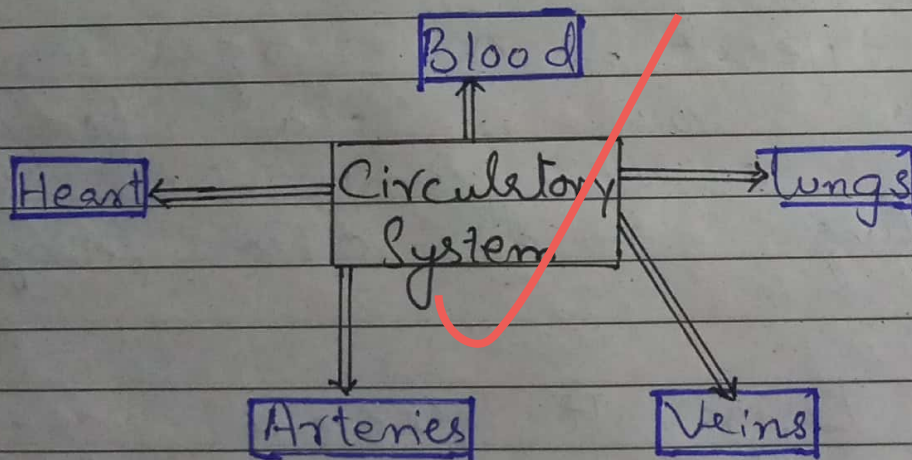 Blood
Heart
Circulatory
System
Lungs
Arteries
Veins